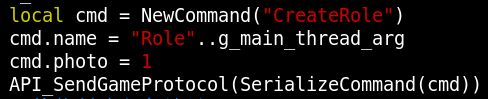 local cmd = NewCommand("CreateRole")
cmd.name = "Role"..g_main_thread_arg
cmd.photo = 1
API_SendGameProtocol(SerializeCommand(cmd))